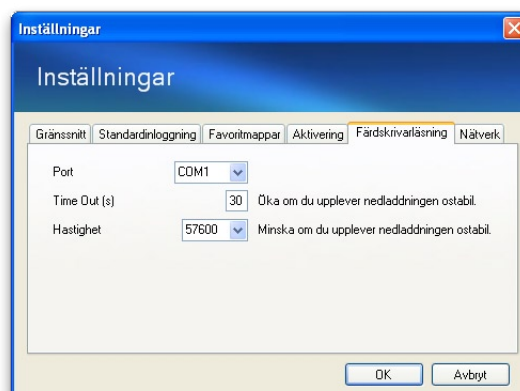 Inställningar
Inställningar
Gränssnitt Standardinloggning Favoritmappar Aktivering Färdskrivarläsning Nätverk
Port COM1
Time Out (s) 30 Öka om du upplever nedladdningen ostabil.
Hastighet 57600 Minska om du upplever nedladdningen ostabil.
OK Avbryt